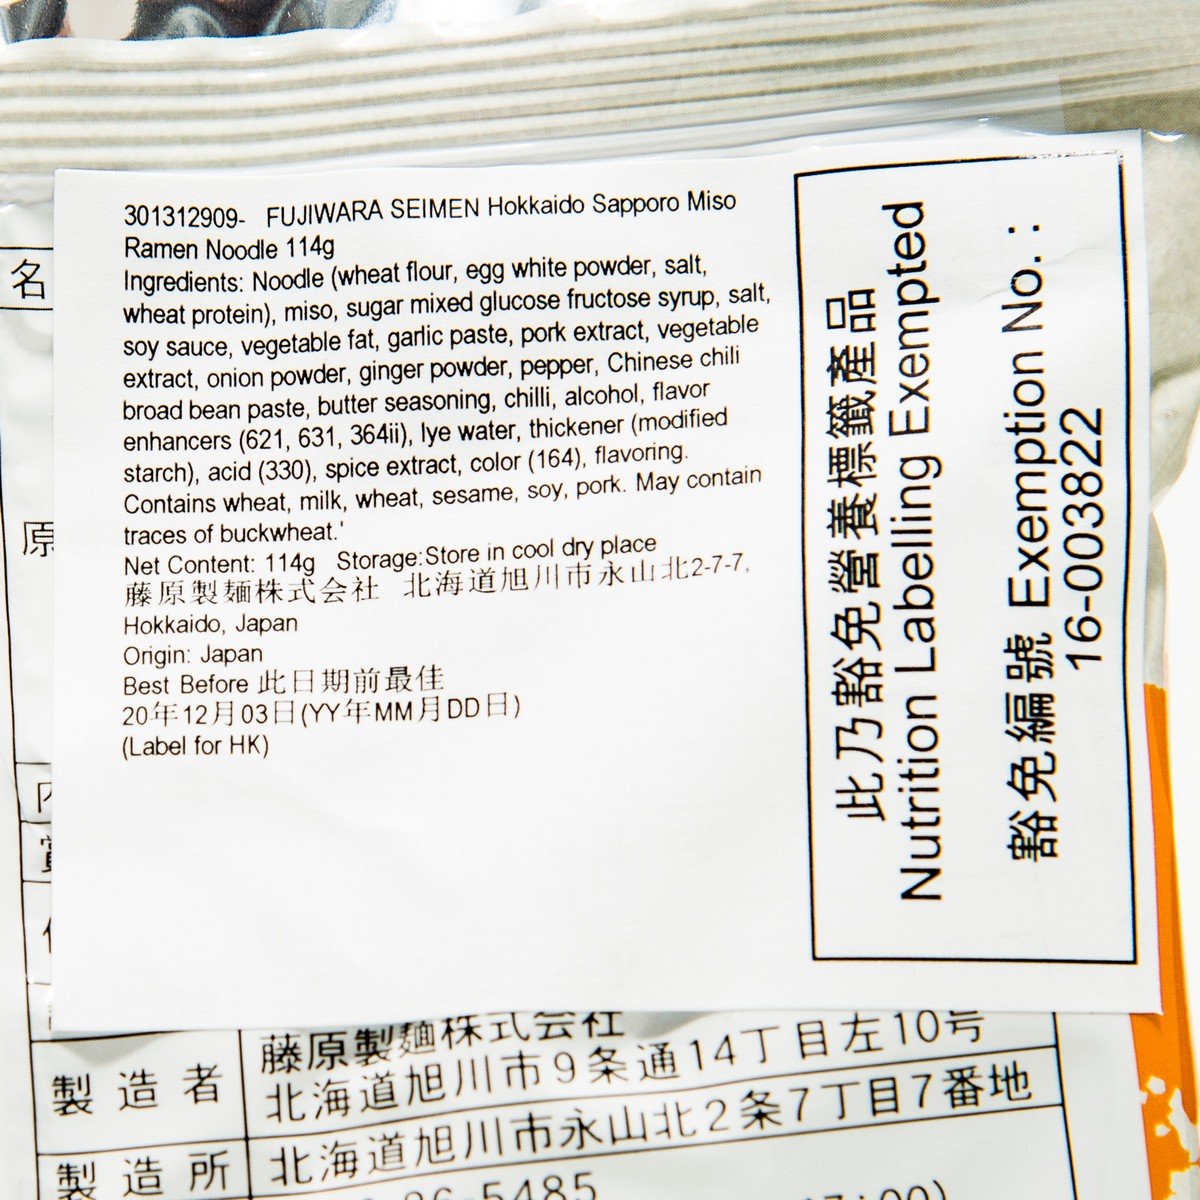 301312909- FUJIWARA SEIMEN Hokkaido Sapporo Miso
Ramen Noodle 114g
Ingredients: Noodle (wheat flour, egg white powder, salt,
wheat protein), miso, sugar mixed glucose fructose syrup, salt,
soy sauce, vegetable fat, garlic paste, pork extract, vegetable
extract, onion powder, ginger powder, pepper, Chinese chili
broad bean paste, butter seasoning, chilli, alcohol, flavor
enhancers (621, 631, 364ii), lye water, thickener (modified
starch), acid (330), spice extract, color (164), flavoring.
Contains wheat, milk, wheat, sesame, soy, pork. May contain
traces of buckwheat.'
Net Content: 114g Storage:Store in cool dry place
藤原製麺株式会社 北海道旭川市永山北2-7-7,
Hokkaido, Japan
Origin: Japan
Best Before 此日期前最佳
20年12月03日(YY年MM月DD日)
(Label for HK)
此乃豁免營養標籤產品
Nutrition Labelling Exempted
豁免編號 Exemption No. :
16-003822
名
原
製造者
藤原製麺株式会社
北海道旭川市9条通14丁目左10号
製造所
北海道旭川市永山北2条7丁目7番地
26-5485